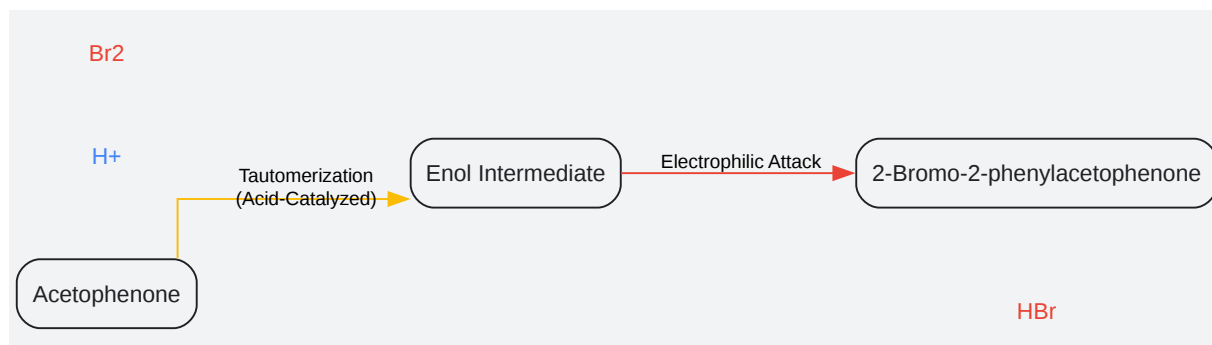 Br2
H+
Tautomerization
(Acid-Catalyzed)
Enol Intermediate
Electrophilic Attack
2-Bromo-2-phenylacetophenone
Acetophenone
HBr